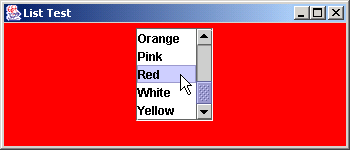 List Test
Orange
Pink
Red
White
Yellow